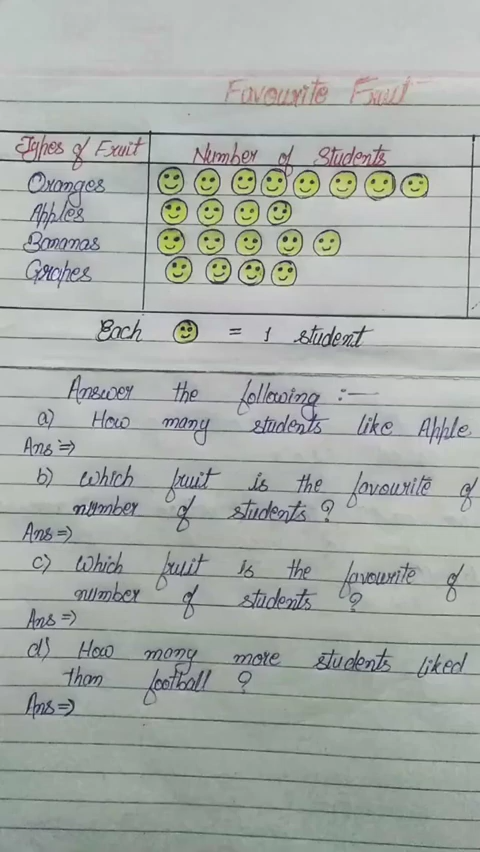 Favourite Fruit
Types of Fruit Number of Students
Oranges
Apples
Bananas
Grapes
Each = 1 student
Answer the following :—
a) How many students like Apple
Ans :⇒
b) which fruit is the favourite of
number of students ?
Ans ⇒)
c) Which fruit is the favourite of
number of students ?
Ans ⇒)
d) How many more students liked
than football ?
Ans ⇒)